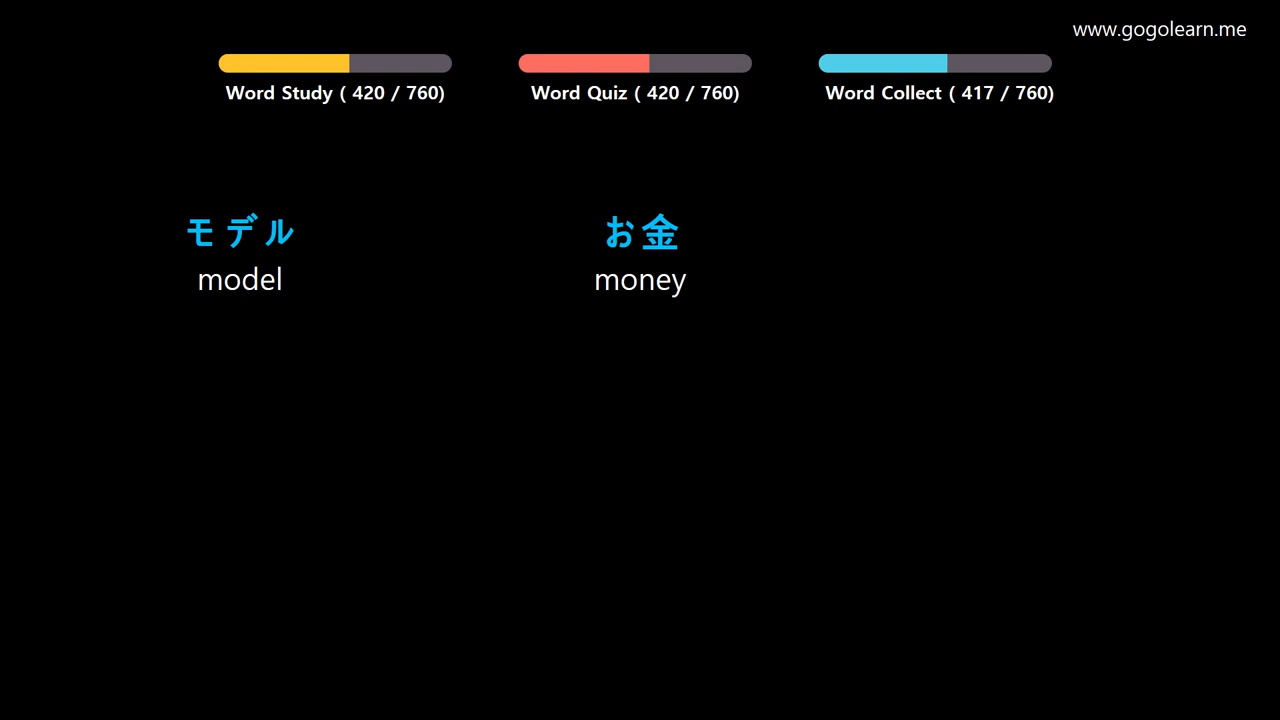 www.gogolearn.me
Word Study ( 420 / 760)
Word Quiz ( 420 / 760)
Word Collect ( 417 / 760)
モデル
model
お金
money